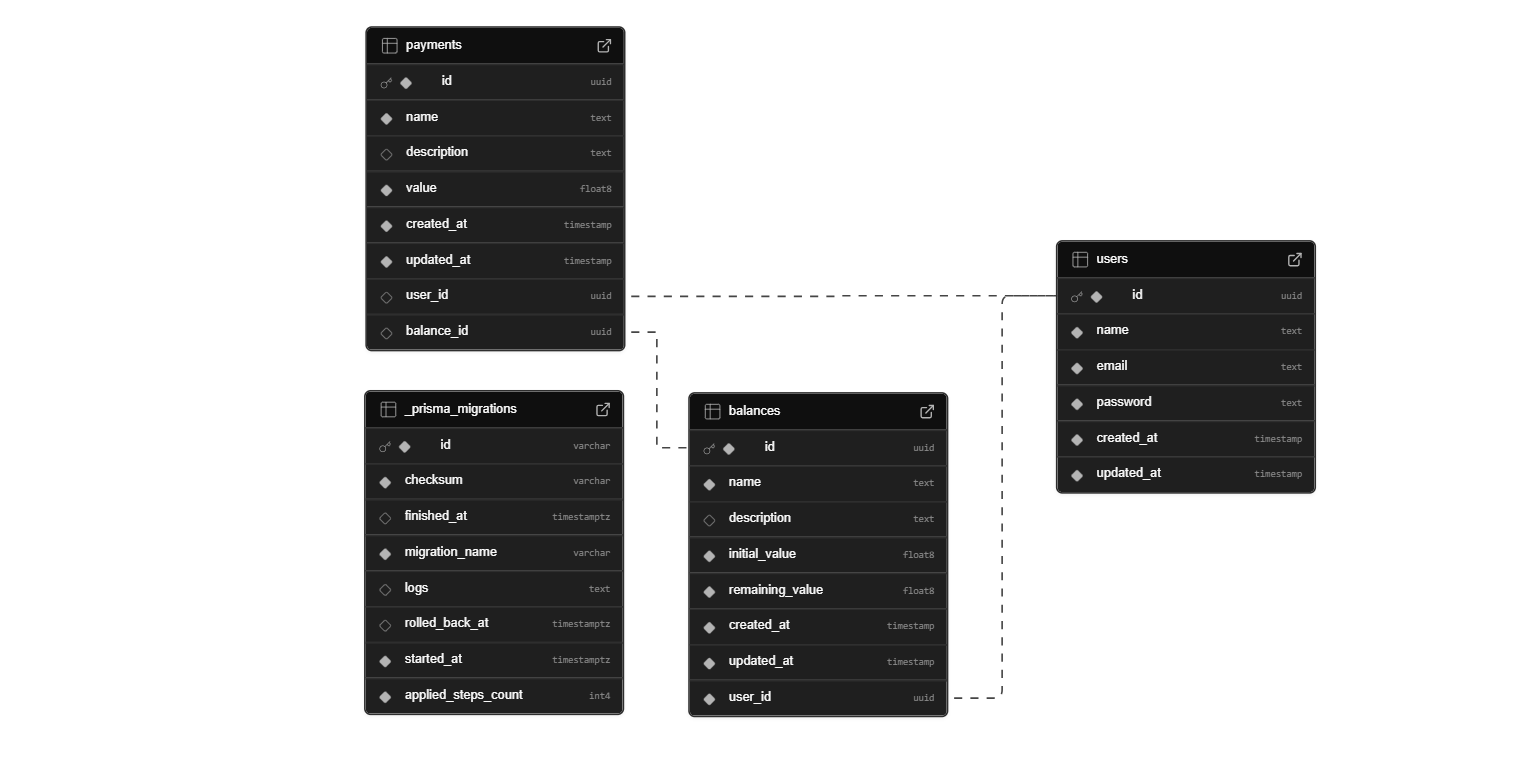 payments
id uuid
name text
description text
value float8
created_at timestamp
updated_at timestamp
user_id uuid
balance_id uuid
_prisma_migrations
id varchar
checksum varchar
finished_at timestamptz
migration_name varchar
logs text
rolled_back_at timestamptz
started_at timestamptz
applied_steps_count int4
balances
id uuid
name text
description text
initial_value float8
remaining_value float8
created_at timestamp
updated_at timestamp
user_id uuid
users
id uuid
name text
email text
password text
created_at timestamp
updated_at timestamp